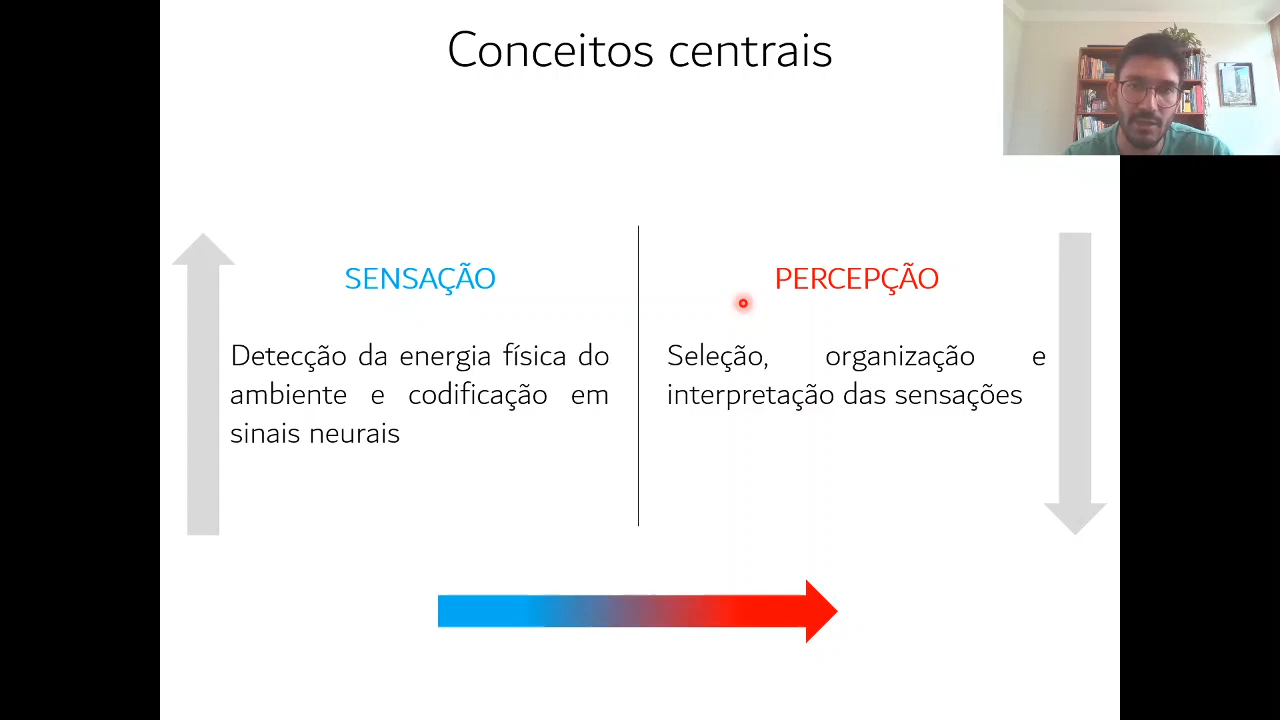 Conceitos centrais
SENSAÇÃO
Detecção da energia física do
ambiente e codificação em
sinais neurais
PERCEPÇÃO
Seleção, organização e
interpretação das sensações